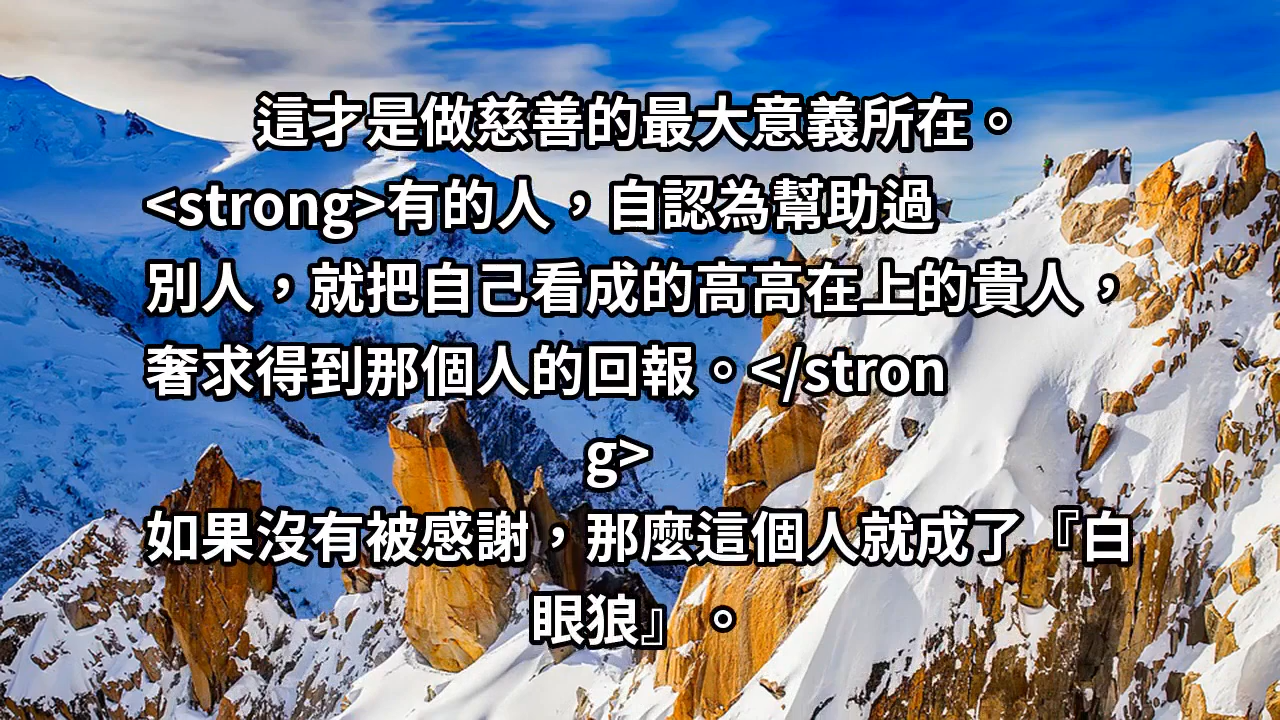 這才是做慈善的最大意義所在。
<strong>有的人，自認為幫助過
別人，就把自己看成的高高在上的貴人，
奢求得到那個人的回報。</stron
g>
如果沒有被感謝，那麼這個人就成了『白
眼狼』。